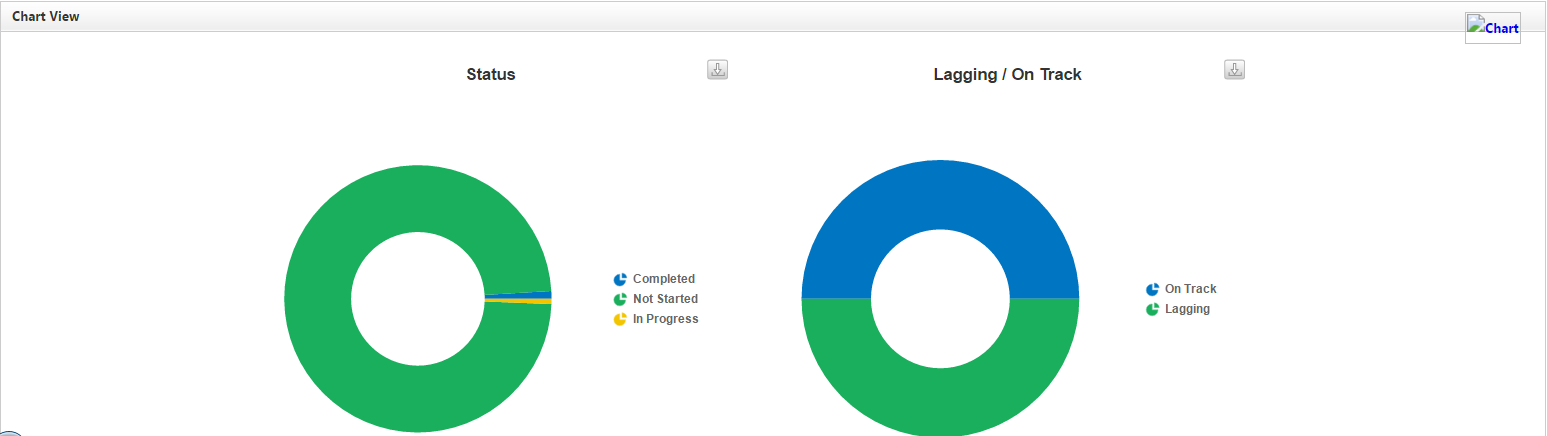 Chart View
Chart
Status
Lagging / On Track
Completed
Not Started
In Progress
On Track
Lagging